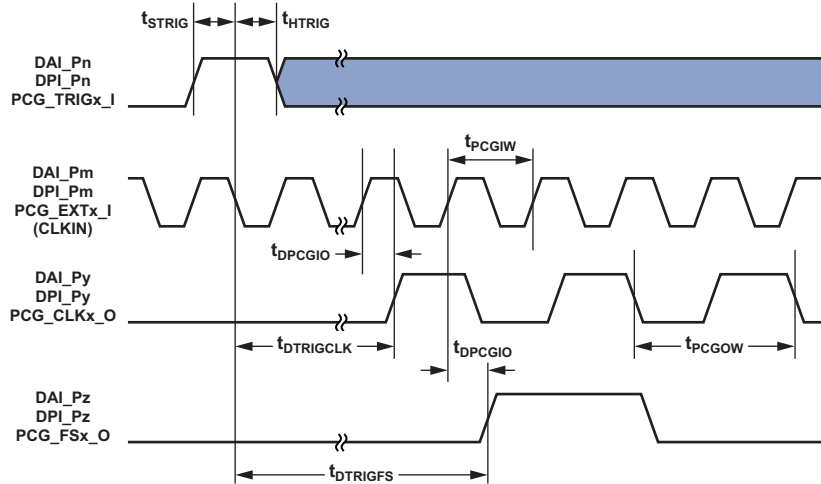 tSTRIG tHTRIG
DAI_Pn
DPI_Pn
PCG_TRIGx_I
tPCGIW
DAI_Pm
DPI_Pm
PCG_EXTx_I
(CLKIN)
tDPCGIO
DAI_Py
DPI_Py
PCG_CLKx_O
tDTRIGCLK tDPCGIO tPCGOW
DAI_Pz
DPI_Pz
PCG_FSx_O
tDTRIGFS